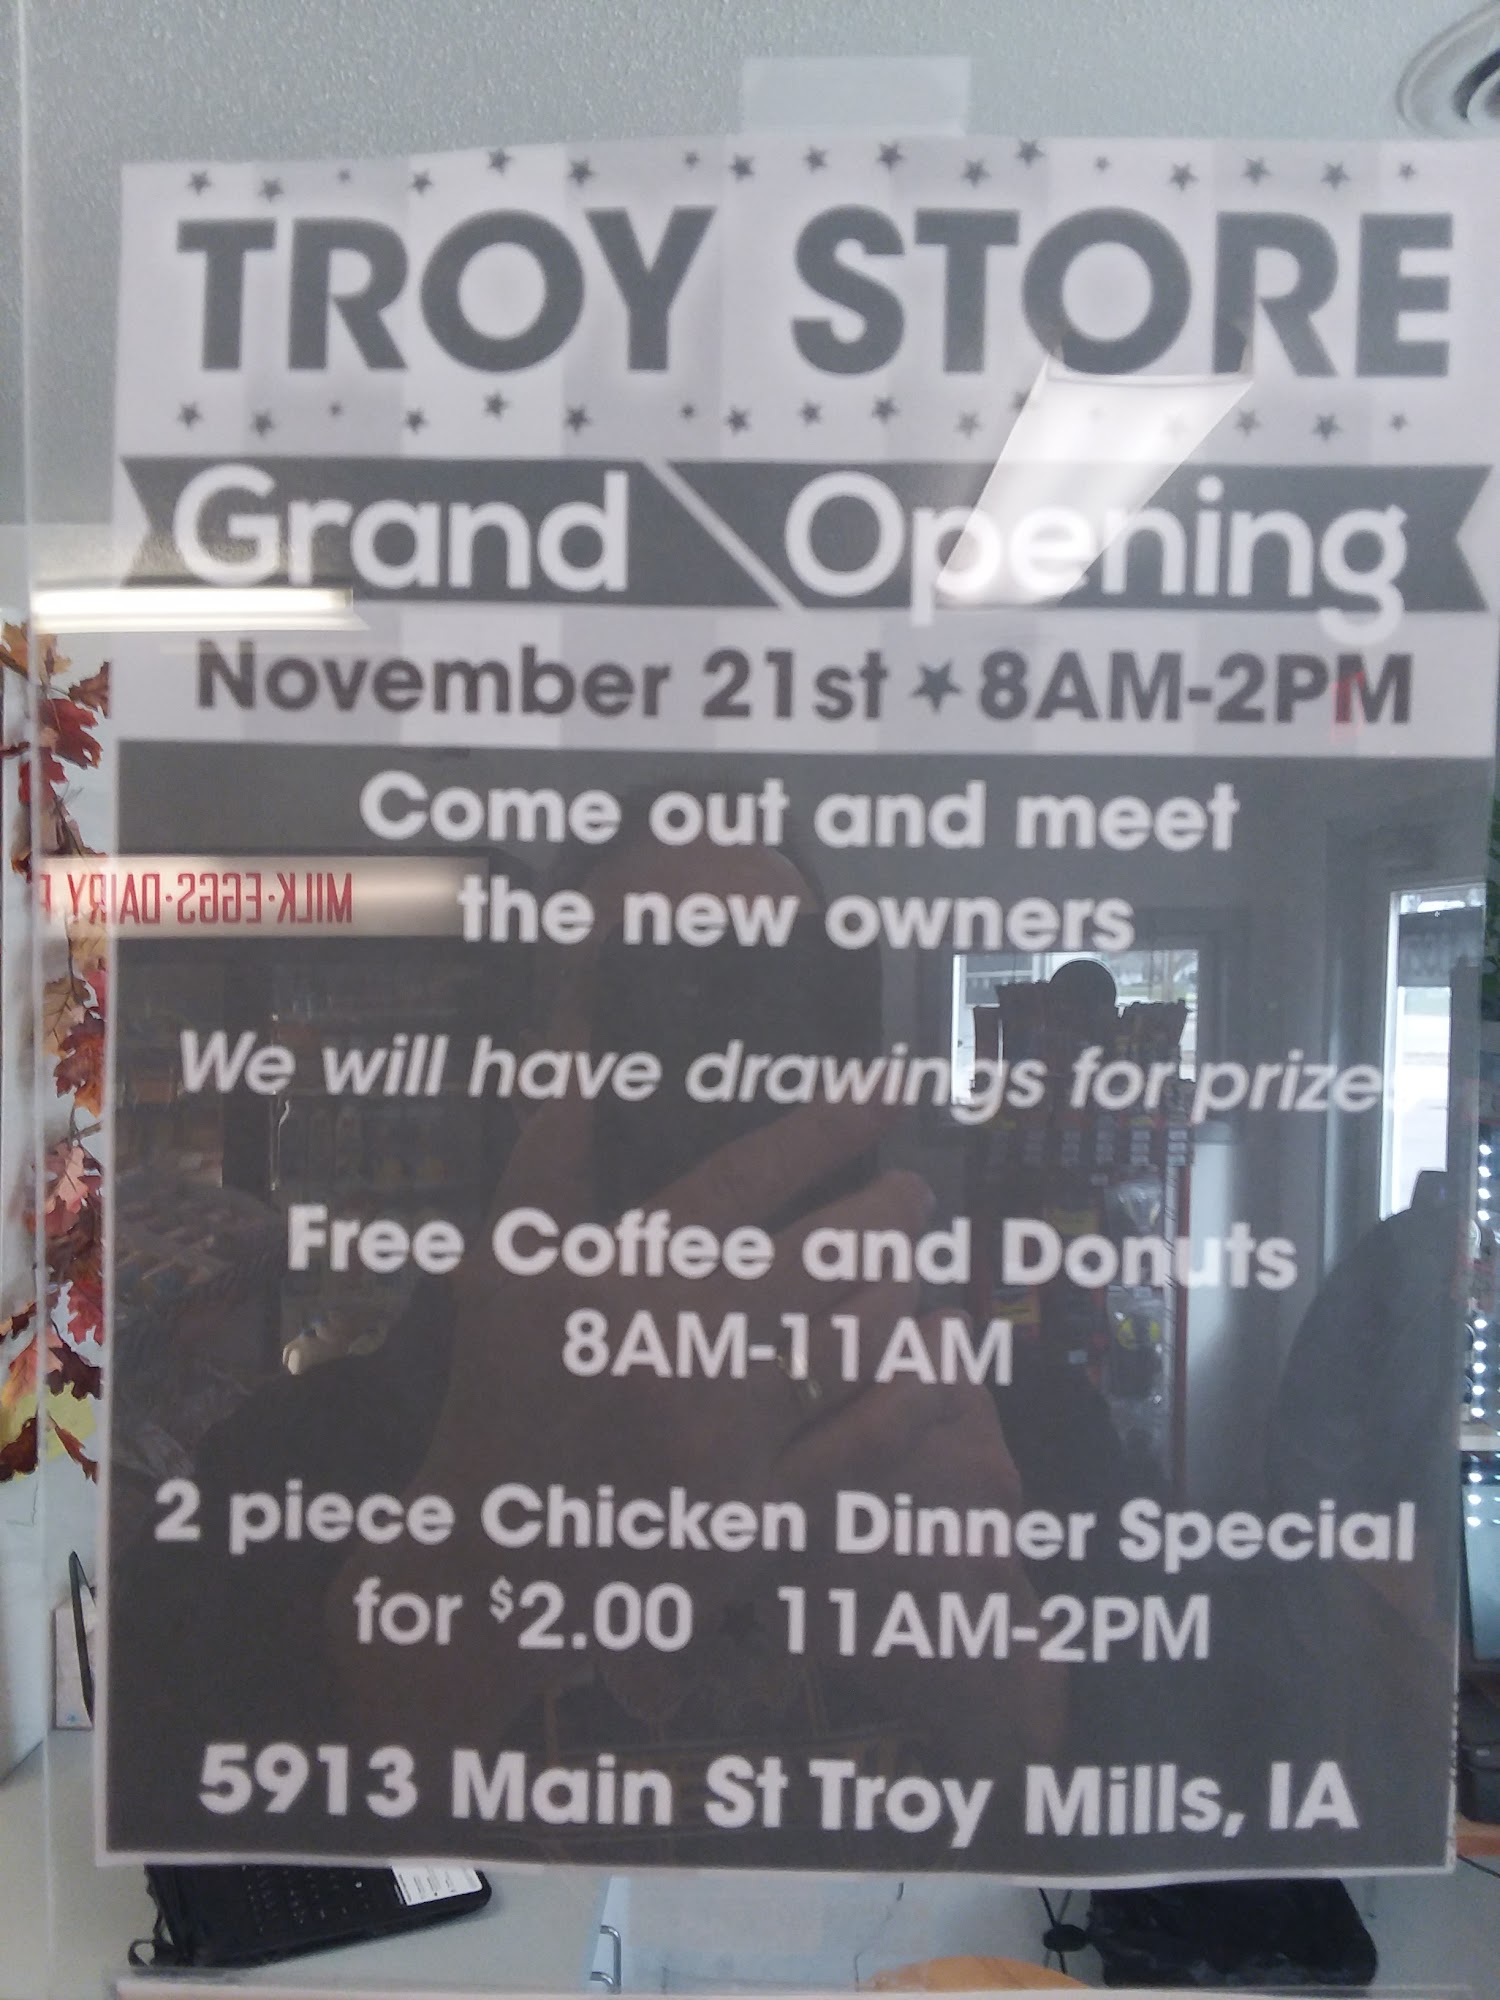 TROY STORE
Grand Opening
November 21st ★ 8AM-2PM
Come out and meet
MILK·EGGS·DAIRY
the new owners
We will have drawings for prize
Free Coffee and Donuts
8AM-11AM
2 piece Chicken Dinner Special
for $2.00 11AM-2PM
5913 Main St Troy Mills, IA